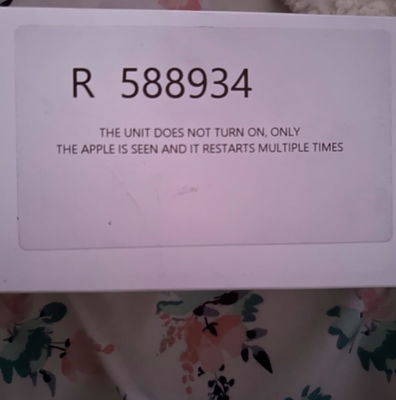 R 588934
THE UNIT DOES NOT TURN ON, ONLY
THE APPLE IS SEEN AND IT RESTARTS MULTIPLE TIMES